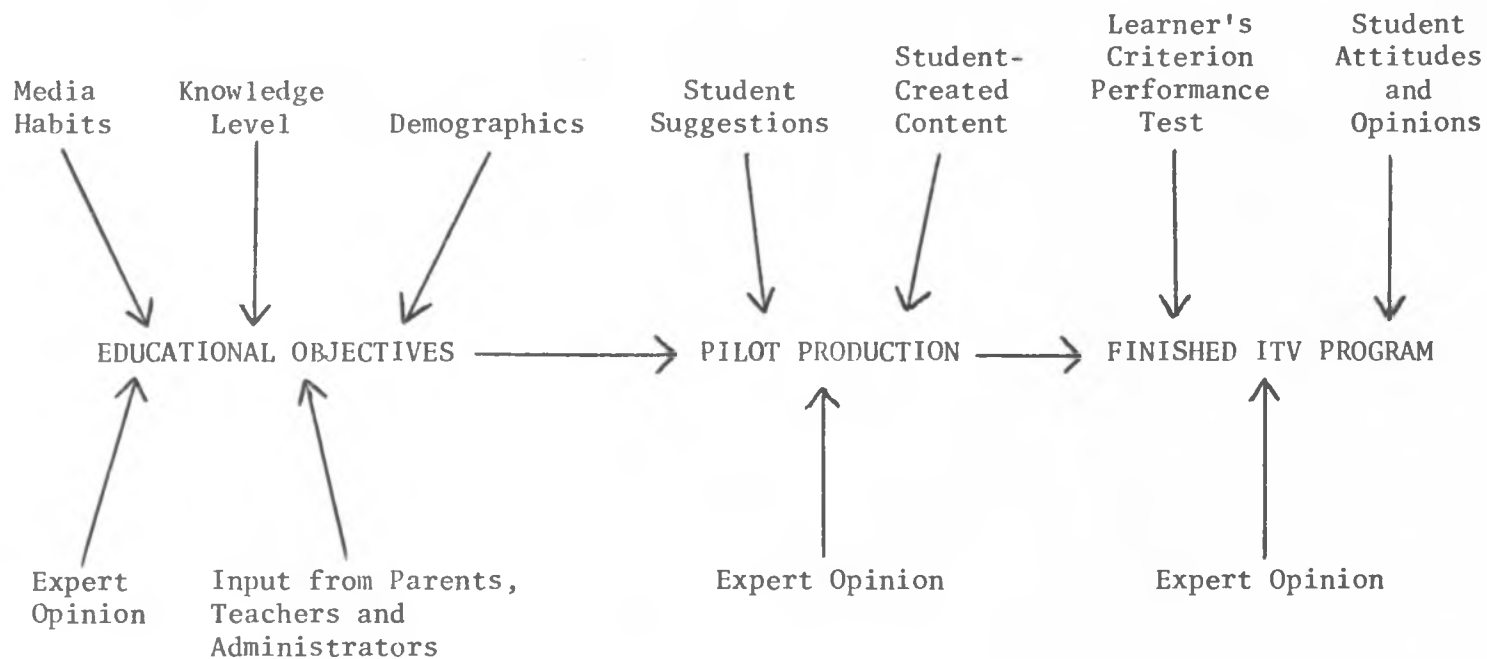 Media
Habits
Knowledge
Level
Demographics
Student
Suggestions
Student-
Created
Content
Learner's
Criterion
Performance
Test
Student
Attitudes
and
Opinions
EDUCATIONAL OBJECTIVES
PILOT PRODUCTION
FINISHED ITV PROGRAM
Expert
Opinion
Input from Parents,
Teachers and
Administrators
Expert Opinion
Expert Opinion